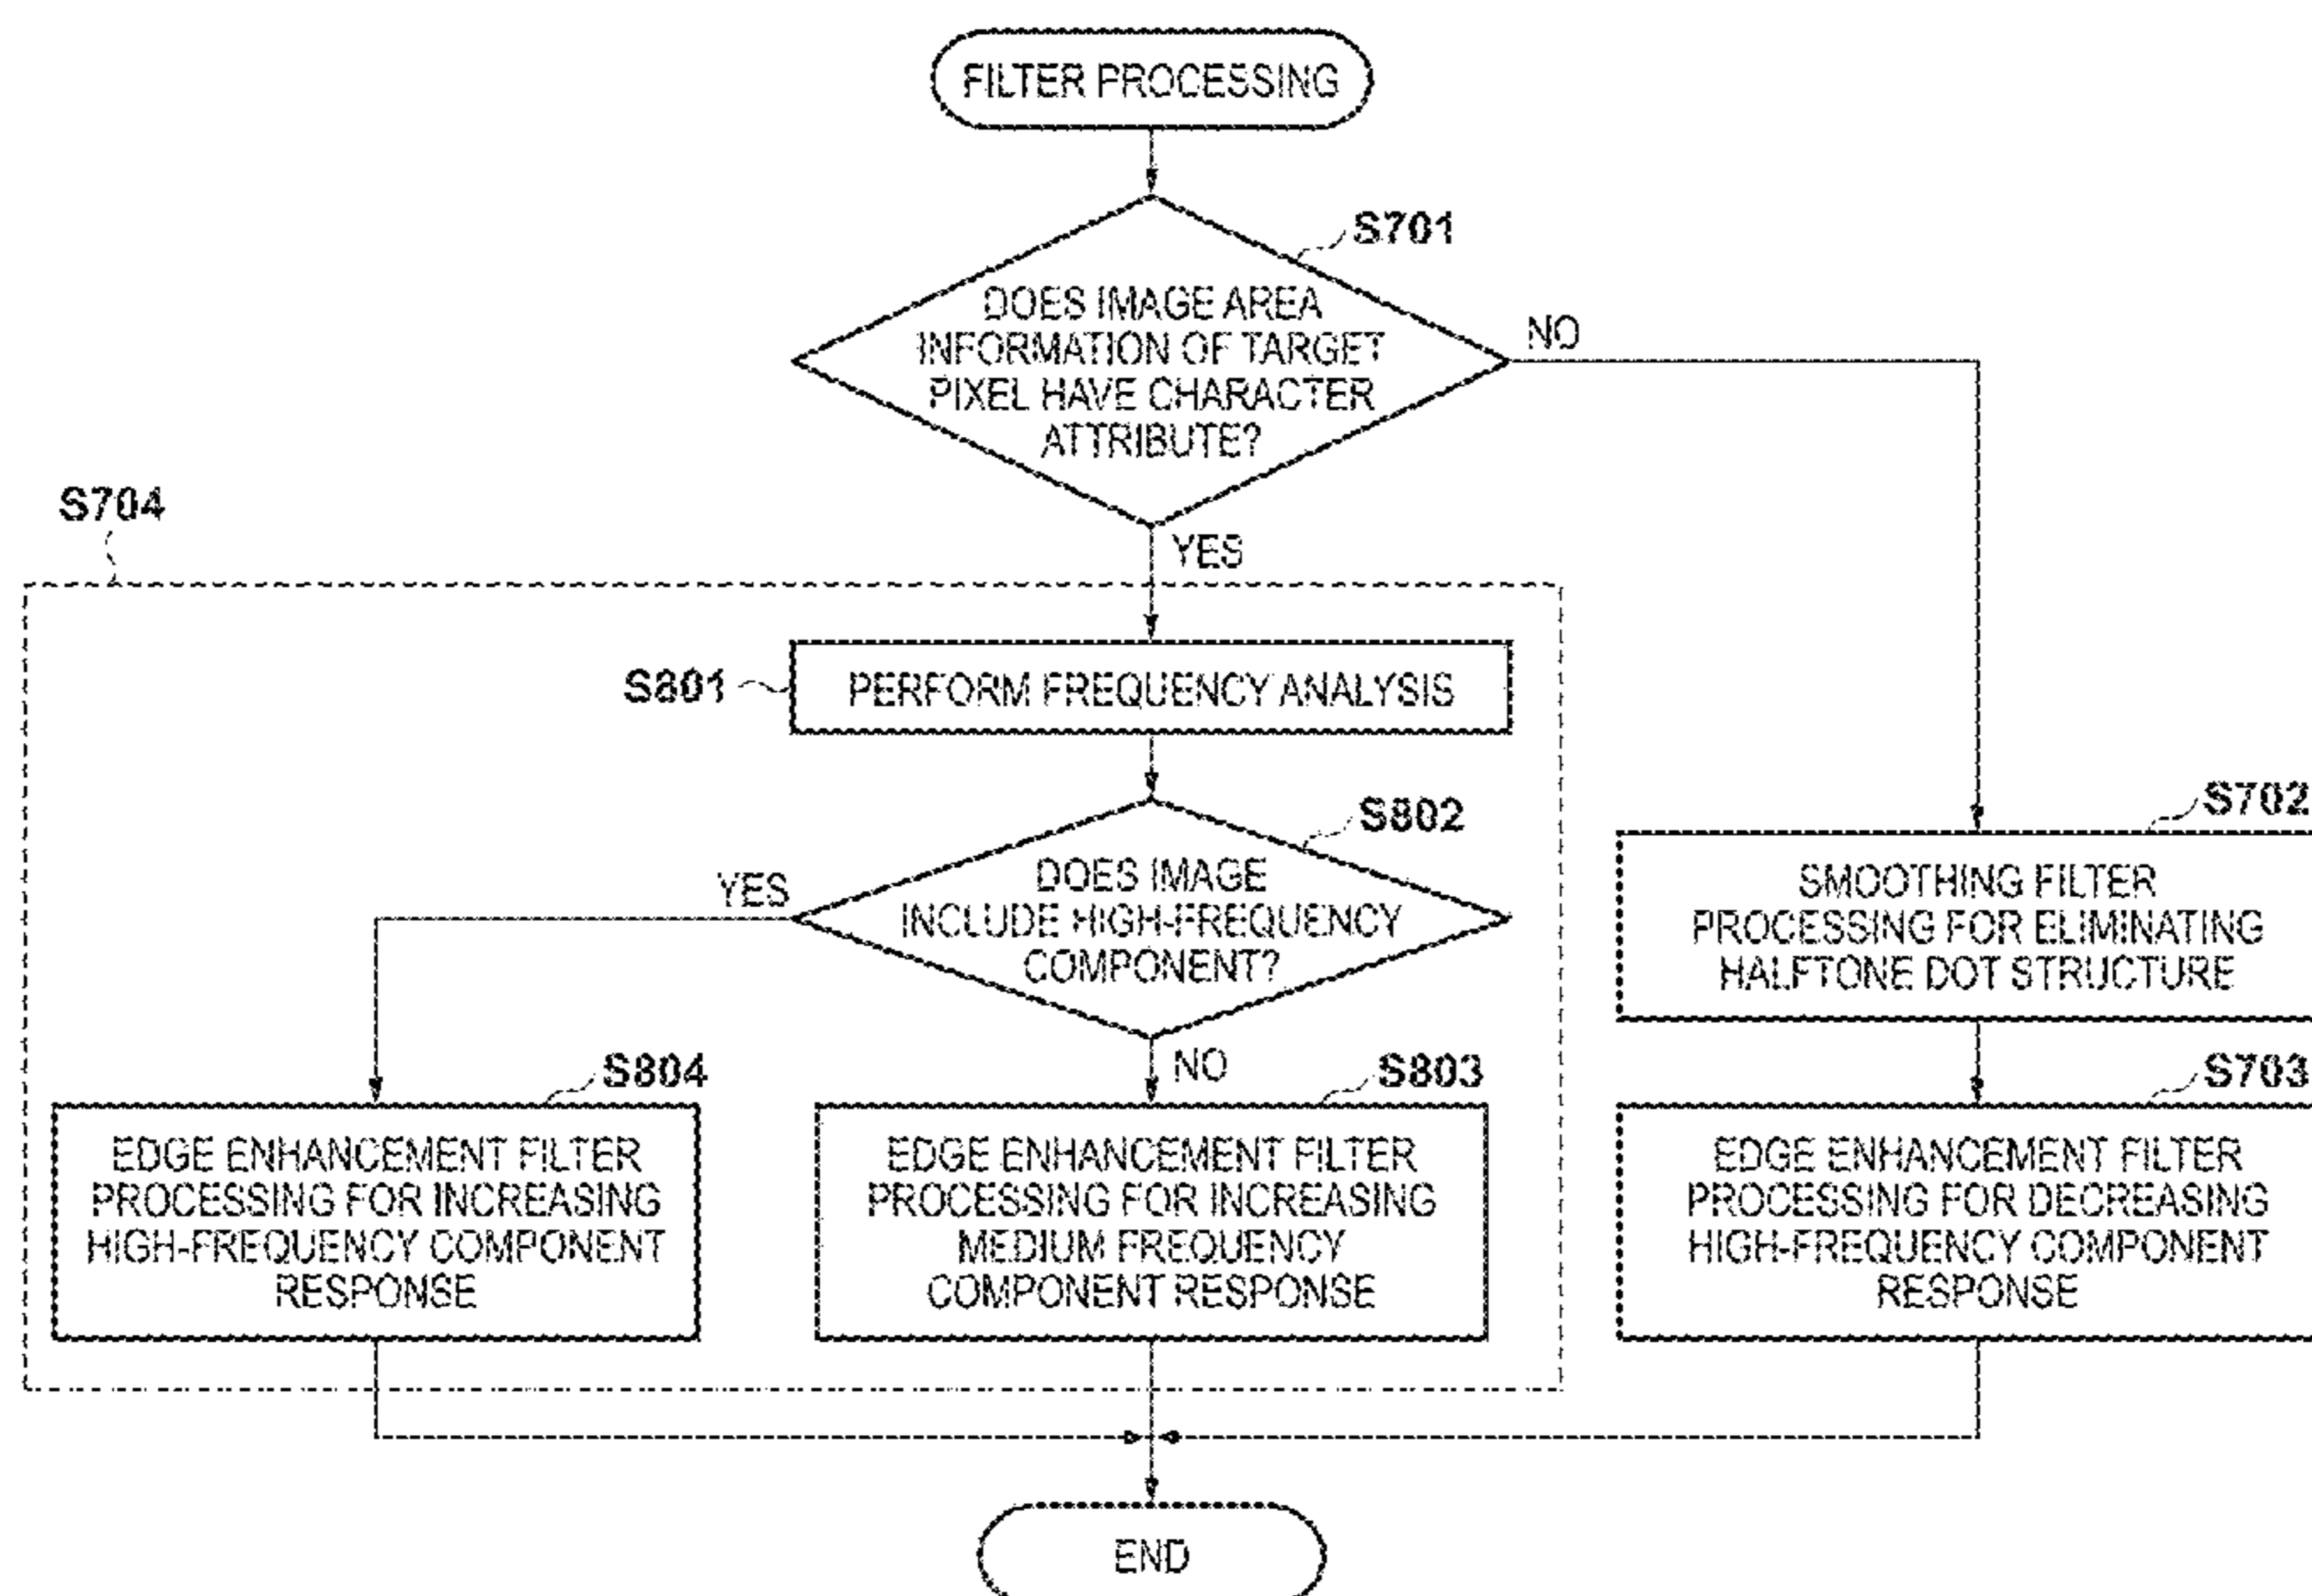 FILTER PROCESSING
S701
DOES IMAGE AREA
INFORMATION OF TARGET
PIXEL HAVE CHARACTER
ATTRIBUTE?
NO
YES
S704
S801
PERFORM FREQUENCY ANALYSIS
S802
DOES IMAGE
INCLUDE HIGH-FREQUENCY
COMPONENT?
YES
NO
S702
SMOOTHING FILTER
PROCESSING FOR ELIMINATING
HALFTONE DOT STRUCTURE
S804
EDGE ENHANCEMENT FILTER
PROCESSING FOR INCREASING
HIGH-FREQUENCY COMPONENT
RESPONSE
S803
EDGE ENHANCEMENT FILTER
PROCESSING FOR INCREASING
MEDIUM FREQUENCY
COMPONENT RESPONSE
S703
EDGE ENHANCEMENT FILTER
PROCESSING FOR DECREASING
HIGH-FREQUENCY COMPONENT
RESPONSE
END